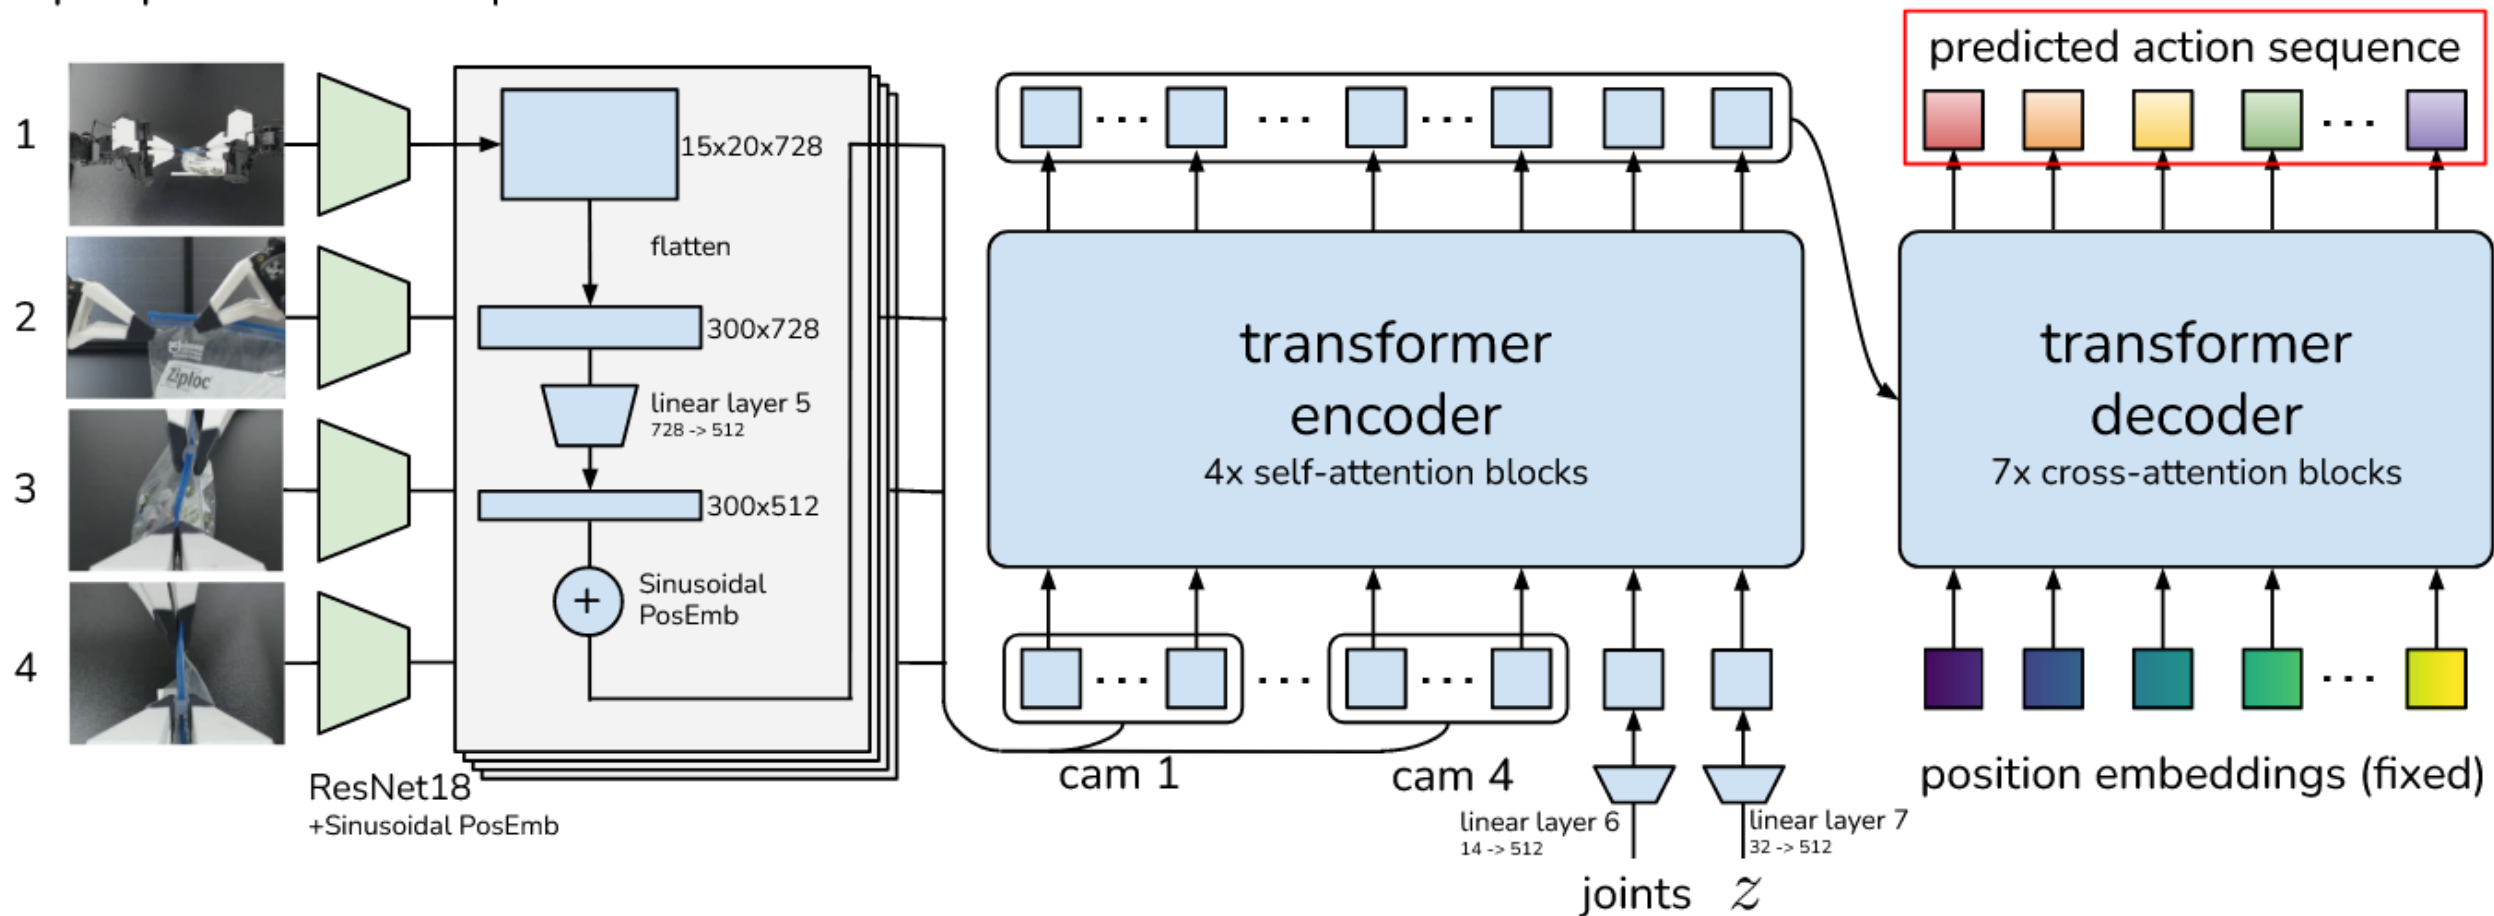 1
2
3
4
Ziploc
ResNet18
+Sinusoidal PosEmb
15x20x728
flatten
300x728
linear layer 5
728 -> 512
300x512
+
Sinusoidal
PosEmb
transformer
encoder
4x self-attention blocks
cam 1
cam 4
linear layer 6
14 -> 512
joints
linear layer 7
32 -> 512
z
predicted action sequence
transformer
decoder
7x cross-attention blocks
position embeddings (fixed)